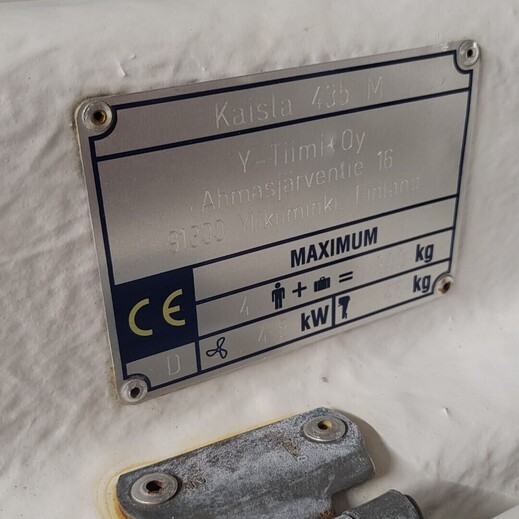 Kaisla 435 M
Y-Tiimi Oy
Ahmasjärventie 16
91300 Ylikiiminki, Finland
MAXIMUM
4 + = kg
CE
D kW kg